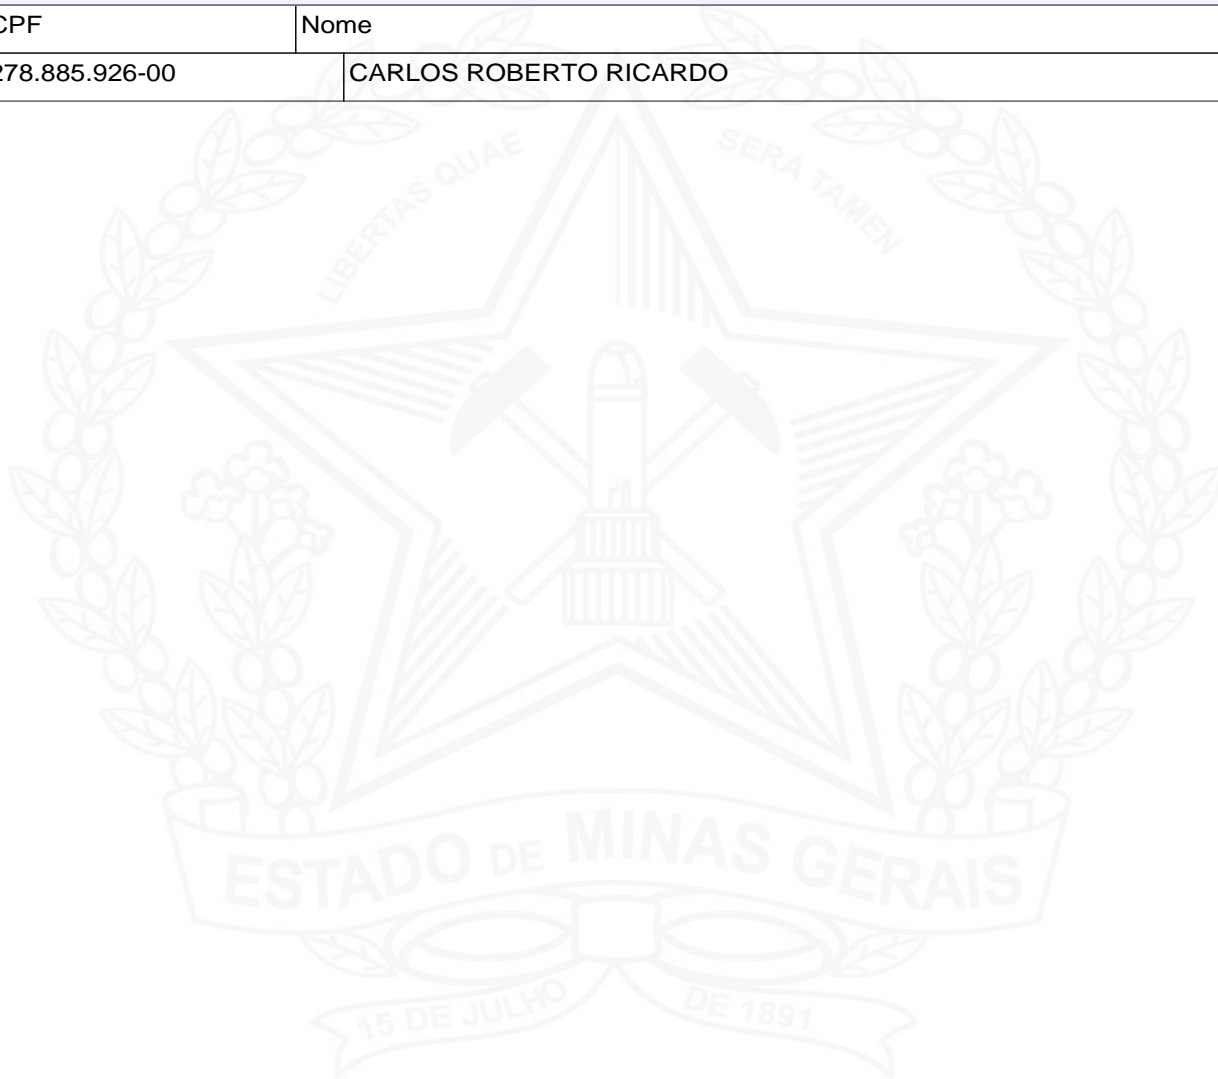 CPF Nome
278.885.926-00 CARLOS ROBERTO RICARDO
LIBERTAS QUAE SERA TAMEN
ESTADO DE MINAS GERAIS
15 DE JULHO DE 1891